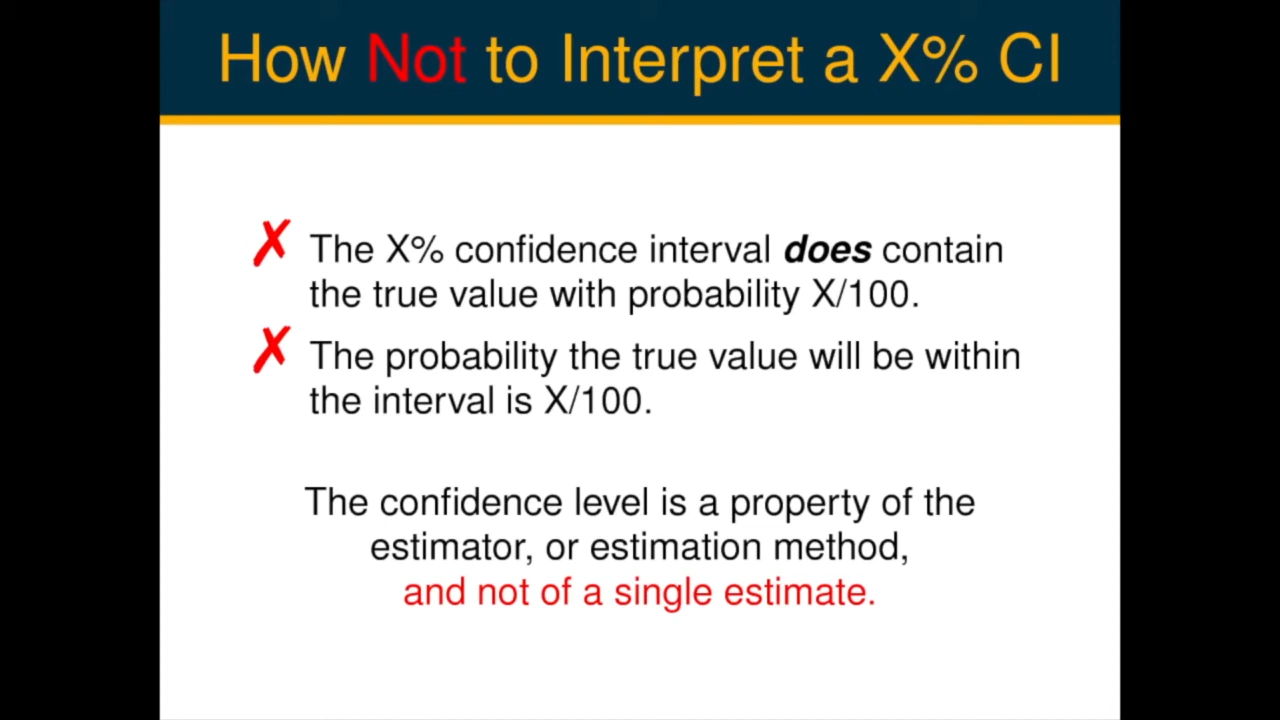 How Not to Interpret a X% CI
✗ The X% confidence interval does contain
the true value with probability X/100.
✗ The probability the true value will be within
the interval is X/100.
The confidence level is a property of the
estimator, or estimation method,
and not of a single estimate.